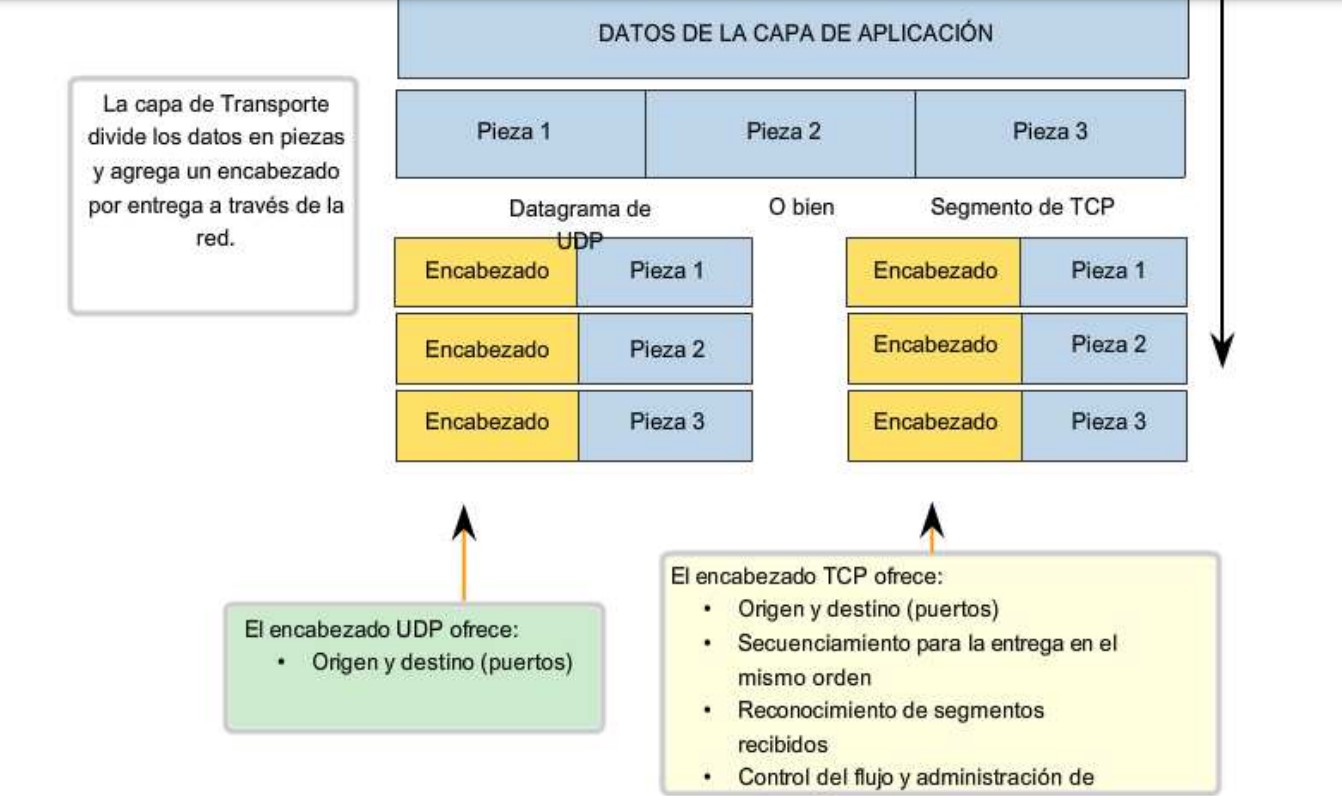 DATOS DE LA CAPA DE APLICACIÓN
La capa de Transporte
divide los datos en piezas
y agrega un encabezado
por entrega a través de la
red.
Pieza 1
Pieza 2
Pieza 3
Datagrama de
UDP
O bien
Segmento de TCP
Encabezado
Pieza 1
Encabezado
Pieza 2
Encabezado
Pieza 3
Encabezado
Pieza 1
Encabezado
Pieza 2
Encabezado
Pieza 3
El encabezado UDP ofrece:
• Origen y destino (puertos)
El encabezado TCP ofrece:
• Origen y destino (puertos)
• Secuenciamiento para la entrega en el
mismo orden
• Reconocimiento de segmentos
recibidos
• Control del flujo y administración de